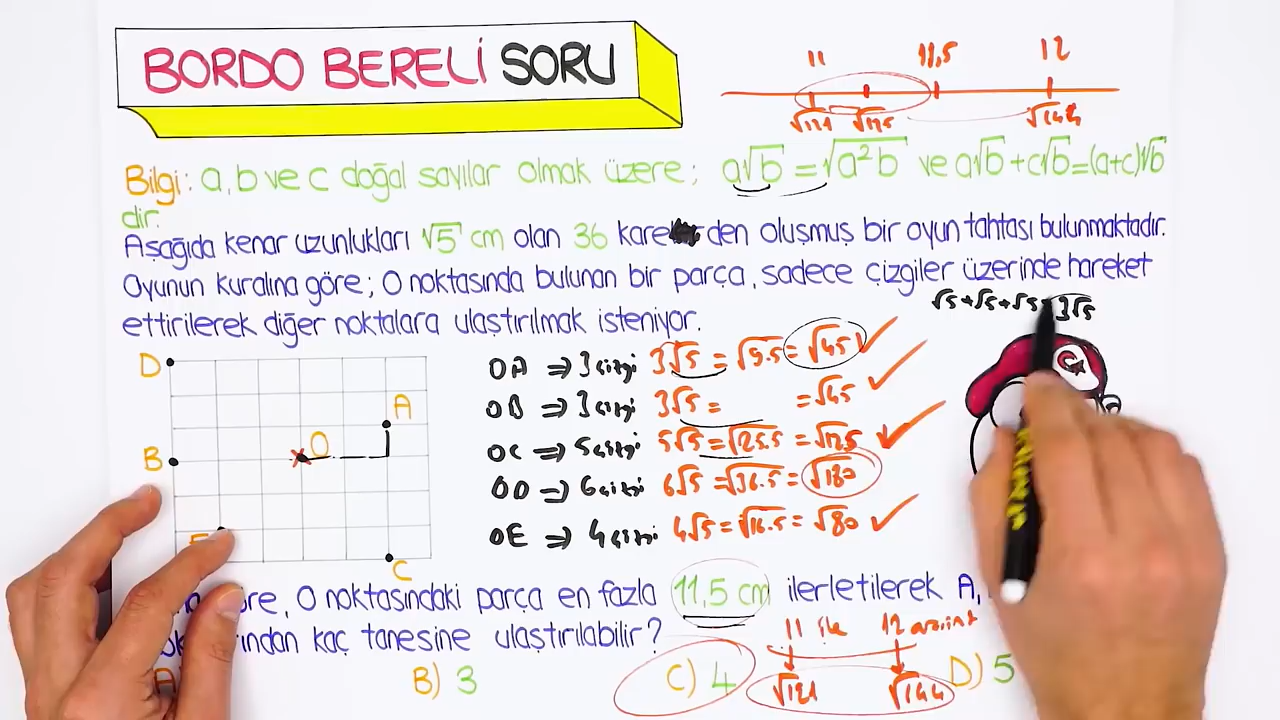 BORDO BERELİ SORU
11 11,5 12
√121 √125 √144
Bilgi: a, b ve c doğal sayılar olmak üzere; a√b = √a²b ve a√b + c√b = (a+c)√b
dir.
Aşağıda kenar uzunlukları √5 cm olan 36 kare den oluşmuş bir oyun tahtası bulunmaktadır.
Oyunun kuralına göre; O noktasında bulunan bir parça, sadece çizgiler üzerinde hareket
ettirilerek diğer noktalara ulaştırılmak isteniyor.
√5+√5+√5 3√5
D
A
O
B
E
C
OA ⇒ 3 çizgi 3√5 = √9.5 = √45
OB ⇒ 3 çizgi 3√5 = = √45
OC ⇒ 5 çizgi 5√5 = √25.5 = √125
OD ⇒ 6 çizgi 6√5 = √36.5 = √180
OE ⇒ 4 çizgi 4√5 = √16.5 = √80
O noktasındaki parça en fazla 11,5 cm ilerletilerek A,
kaç tanesine ulaştırılabilir?
11 ile 12 arası
√121 √144
A) B) 3 C) 4 D) 5